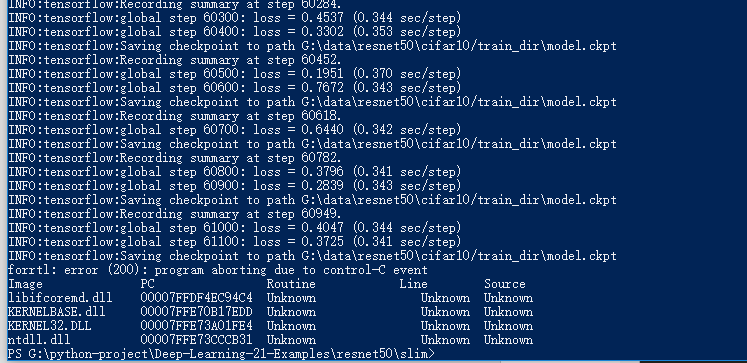 INFO:tensorflow:Recording summary at step 60284.
INFO:tensorflow:global step 60300: loss = 0.4537 (0.344 sec/step)
INFO:tensorflow:global step 60400: loss = 0.3302 (0.353 sec/step)
INFO:tensorflow:Saving checkpoint to path G:\data\resnet50\cifar10/train_dir\model.ckpt
INFO:tensorflow:Recording summary at step 60452.
INFO:tensorflow:global step 60500: loss = 0.1951 (0.370 sec/step)
INFO:tensorflow:global step 60600: loss = 0.7672 (0.343 sec/step)
INFO:tensorflow:Saving checkpoint to path G:\data\resnet50\cifar10/train_dir\model.ckpt
INFO:tensorflow:Recording summary at step 60618.
INFO:tensorflow:global step 60700: loss = 0.6440 (0.342 sec/step)
INFO:tensorflow:Saving checkpoint to path G:\data\resnet50\cifar10/train_dir\model.ckpt
INFO:tensorflow:Recording summary at step 60782.
INFO:tensorflow:global step 60800: loss = 0.3796 (0.341 sec/step)
INFO:tensorflow:global step 60900: loss = 0.2839 (0.343 sec/step)
INFO:tensorflow:Saving checkpoint to path G:\data\resnet50\cifar10/train_dir\model.ckpt
INFO:tensorflow:Recording summary at step 60949.
INFO:tensorflow:global step 61000: loss = 0.4047 (0.344 sec/step)
INFO:tensorflow:global step 61100: loss = 0.3725 (0.341 sec/step)
INFO:tensorflow:Saving checkpoint to path G:\data\resnet50\cifar10/train_dir\model.ckpt
forrtl: error (200): program aborting due to control-C event
Image PC Routine Line Source
libifcoremd.dll 00007FFDF4EC94C4 Unknown Unknown Unknown
KERNELBASE.dll 00007FFE70B17EDD Unknown Unknown Unknown
KERNEL32.DLL 00007FFE73A01FE4 Unknown Unknown Unknown
ntdll.dll 00007FFE73CCCB31 Unknown Unknown Unknown
PS G:\python-project\Deep-Learning-21-Examples\resnet50\slim>